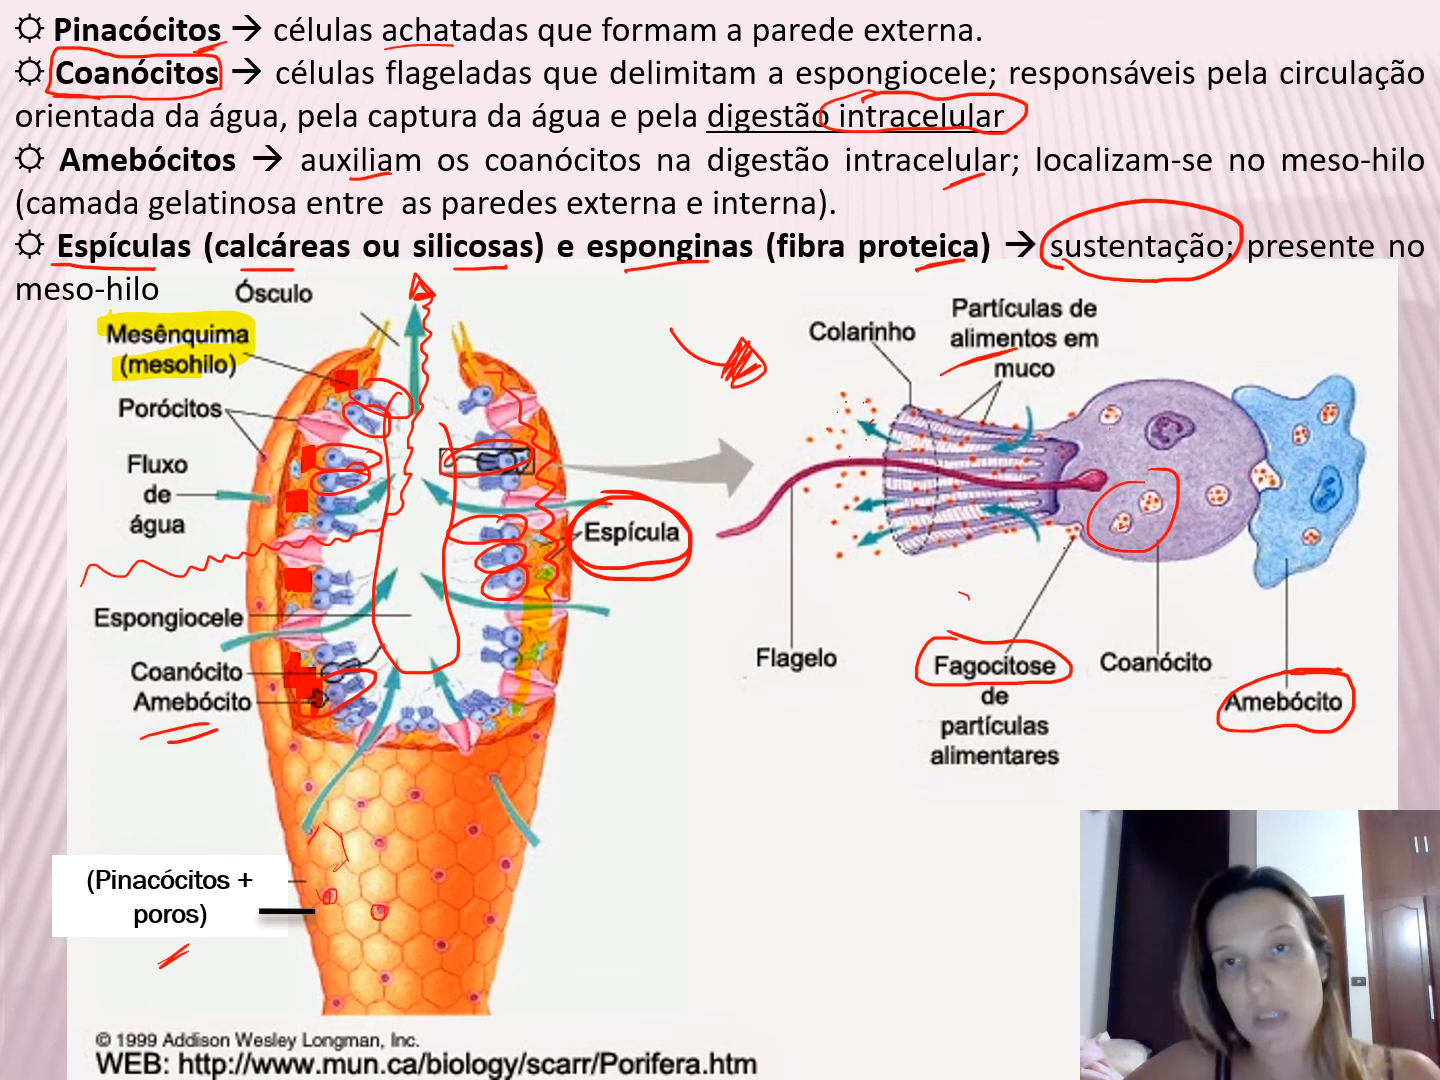 ☼ Pinacócitos → células achatadas que formam a parede externa.
☼ Coanócitos → células flageladas que delimitam a espongiocele; responsáveis pela circulação
orientada da água, pela captura da água e pela digestão intracelular
☼ Amebócitos → auxiliam os coanócitos na digestão intracelular; localizam-se no meso-hilo
(camada gelatinosa entre as paredes externa e interna).
☼ Espículas (calcáreas ou silicosas) e esponginas (fibra proteica) → sustentação; presente no
meso-hilo
Ósculo
Mesênquima
(mesohilo)
Porócitos
Fluxo
de
água
Espongiocele
Coanócito
Amebócito
(Pinacócitos +
poros)
Espícula
Colarinho
Partículas de
alimentos em
muco
Flagelo
Fagocitose
de
partículas
alimentares
Coanócito
Amebócito
© 1999 Addison Wesley Longman, Inc.
WEB: http://www.mun.ca/biology/scarr/Porifera.htm